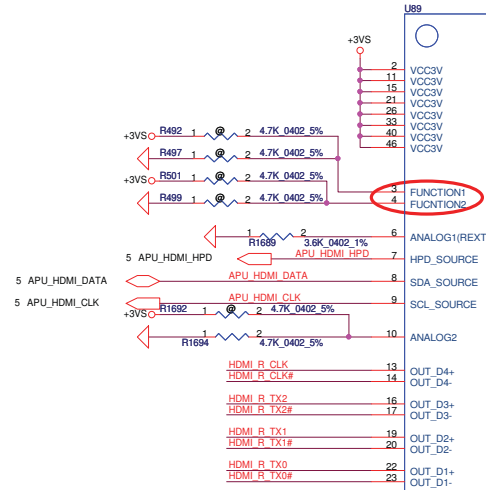 U89
+3VS
2 VCC3V
11 VCC3V
15 VCC3V
21 VCC3V
26 VCC3V
33 VCC3V
40 VCC3V
46 VCC3V
+3VS R492 1 @ 2 4.7K_0402_5%
R497 1 @ 2 4.7K_0402_5%
+3VS R501 1 @ 2 4.7K_0402_5%
R499 1 @ 2 4.7K_0402_5%
3 FUNCTION1
4 FUCNTION2
1 2 6 ANALOG1(REXT
R1689 3.6K_0402_1%
5 APU_HDMI_HPD APU_HDMI_HPD 7 HPD_SOURCE
5 APU_HDMI_DATA APU_HDMI_DATA 8 SDA_SOURCE
5 APU_HDMI_CLK APU_HDMI_CLK 9 SCL_SOURCE
+3VS R1692 1 @ 2 4.7K_0402_5%
1 2 10 ANALOG2
R1694 4.7K_0402_5%
HDMI_R_CLK 13 OUT_D4+
HDMI_R_CLK# 14 OUT_D4-
HDMI_R_TX2 16 OUT_D3+
HDMI_R_TX2# 17 OUT_D3-
HDMI_R_TX1 19 OUT_D2+
HDMI_R_TX1# 20 OUT_D2-
HDMI_R_TX0 22 OUT_D1+
HDMI_R_TX0# 23 OUT_D1-